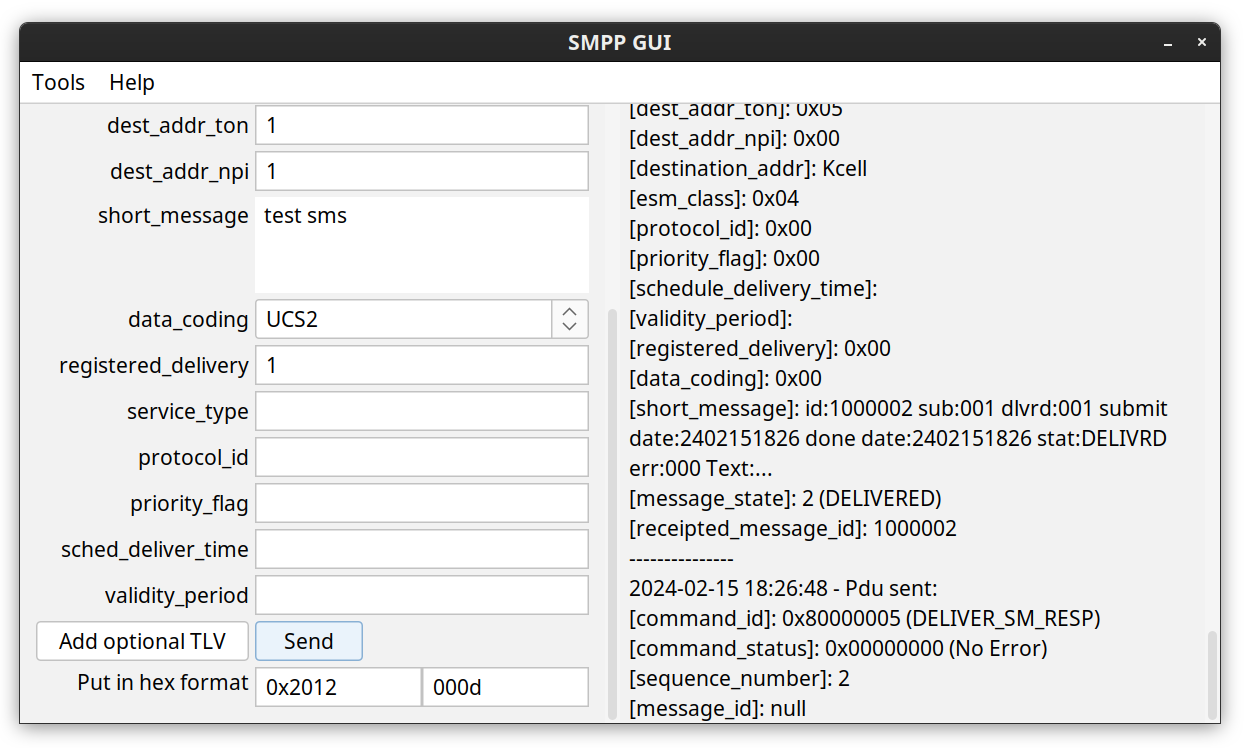 SMPP GUI
Tools Help
dest_addr_ton 1
dest_addr_npi 1
short_message test sms
data_coding UCS2
registered_delivery 1
service_type
protocol_id
priority_flag
sched_deliver_time
validity_period
Add optional TLV Send
Put in hex format 0x2012 000d
[dest_addr_ton]: 0x05
[dest_addr_npi]: 0x00
[destination_addr]: Kcell
[esm_class]: 0x04
[protocol_id]: 0x00
[priority_flag]: 0x00
[schedule_delivery_time]:
[validity_period]:
[registered_delivery]: 0x00
[data_coding]: 0x00
[short_message]: id:1000002 sub:001 dlvrd:001 submit
date:2402151826 done date:2402151826 stat:DELIVRD
err:000 Text:...
[message_state]: 2 (DELIVERED)
[receipted_message_id]: 1000002
---------------
2024-02-15 18:26:48 - Pdu sent:
[command_id]: 0x80000005 (DELIVER_SM_RESP)
[command_status]: 0x00000000 (No Error)
[sequence_number]: 2
[message_id]: null